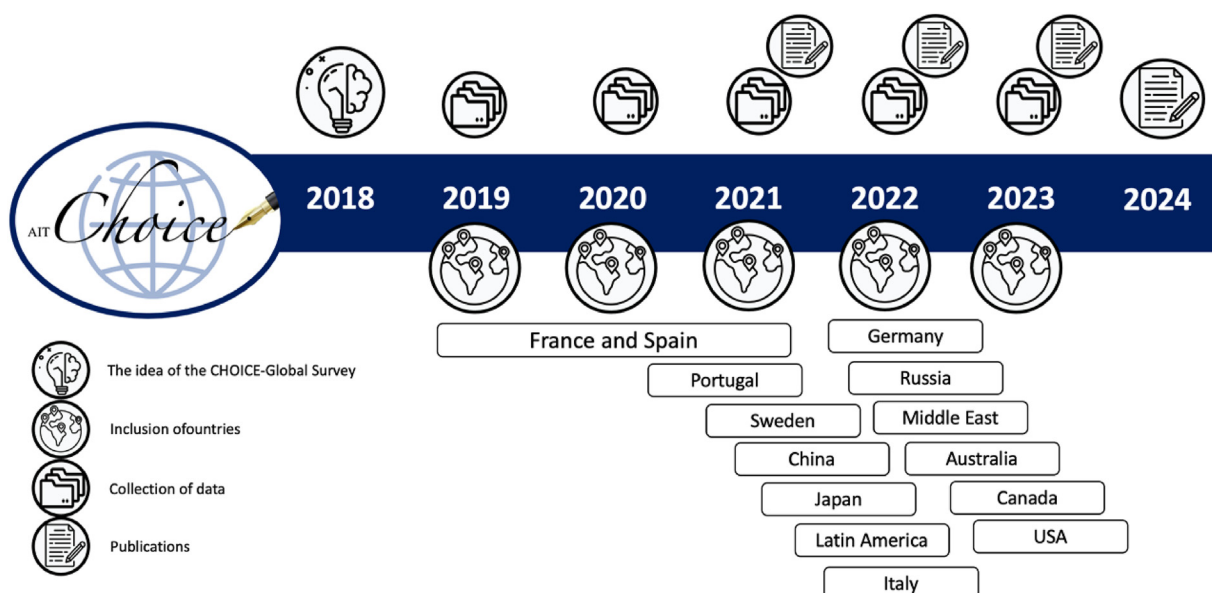 2018 2019 2020 2021 2022 2023 2024
AIT Choice
France and Spain
Germany
Portugal
Russia
Sweden
Middle East
China
Australia
Japan
Canada
Latin America
USA
Italy
The idea of the CHOICE-Global Survey
Inclusion ofountries
Collection of data
Publications